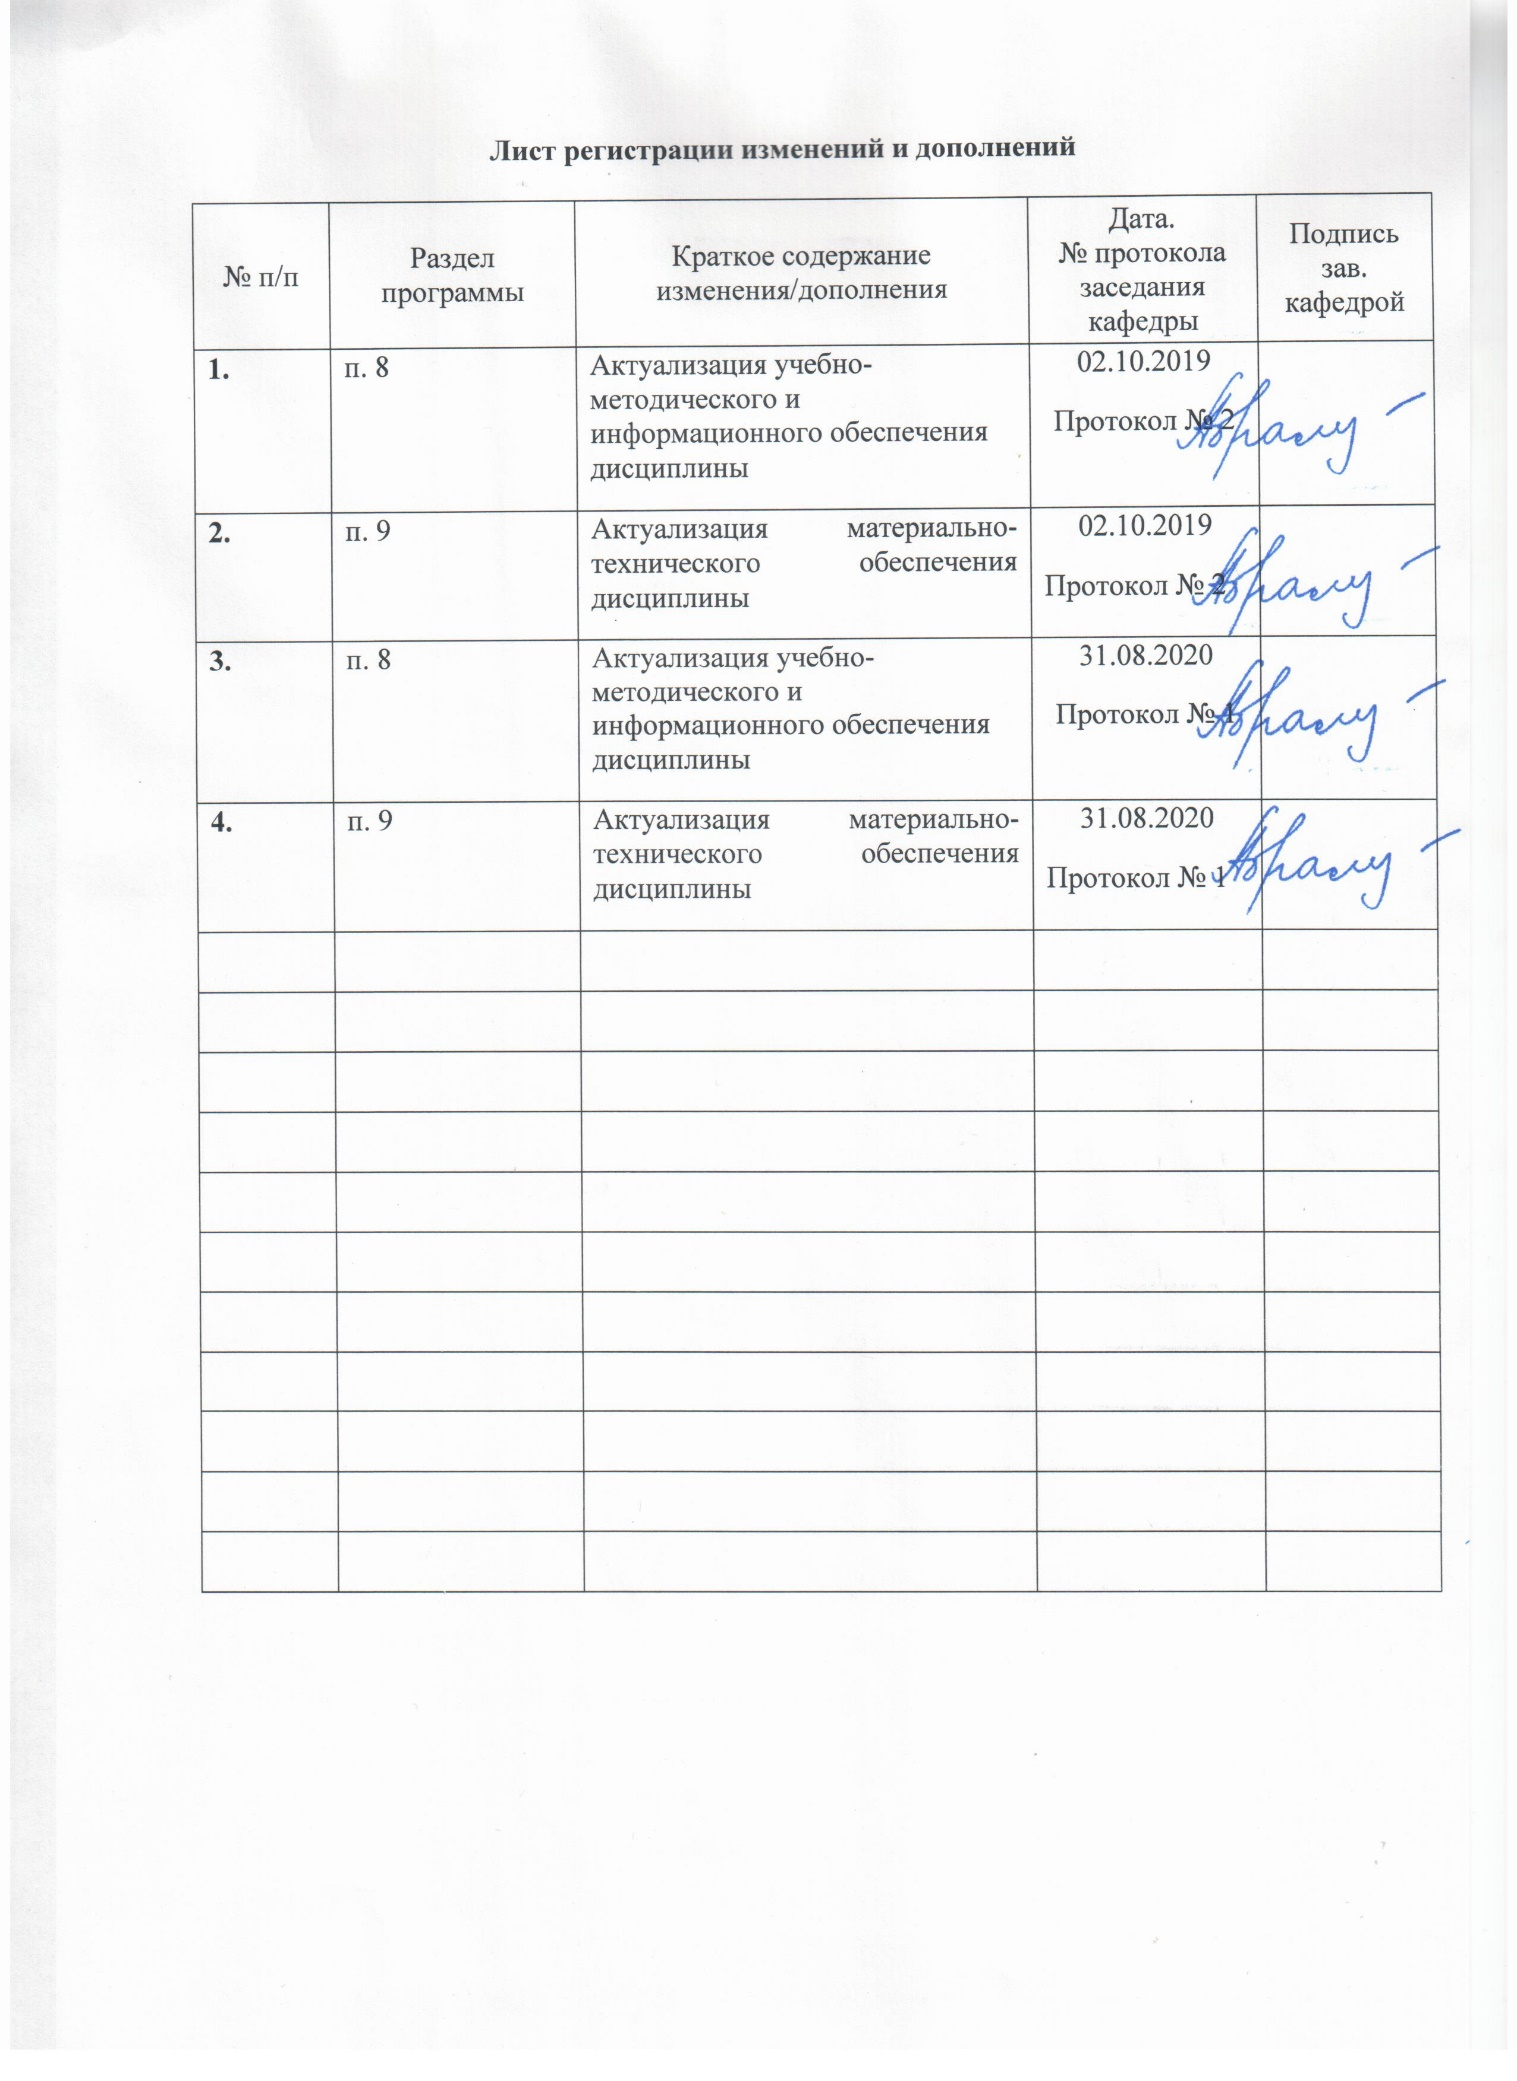 Лист регистрации изменений и дополнений
№ п/п
Раздел
программы
Краткое содержание
изменения/дополнения
Дата.
№ протокола
заседания
кафедры
Подпись
зав.
кафедрой
1.
п. 8
Актуализация учебно-
методического и
информационного обеспечения
дисциплины
02.10.2019
Протокол № 2
2.
п. 9
Актуализация материально-
технического обеспечения
дисциплины
02.10.2019
Протокол № 2
3.
п. 8
Актуализация учебно-
методического и
информационного обеспечения
дисциплины
31.08.2020
Протокол № 1
4.
п. 9
Актуализация материально-
технического обеспечения
дисциплины
31.08.2020
Протокол № 1